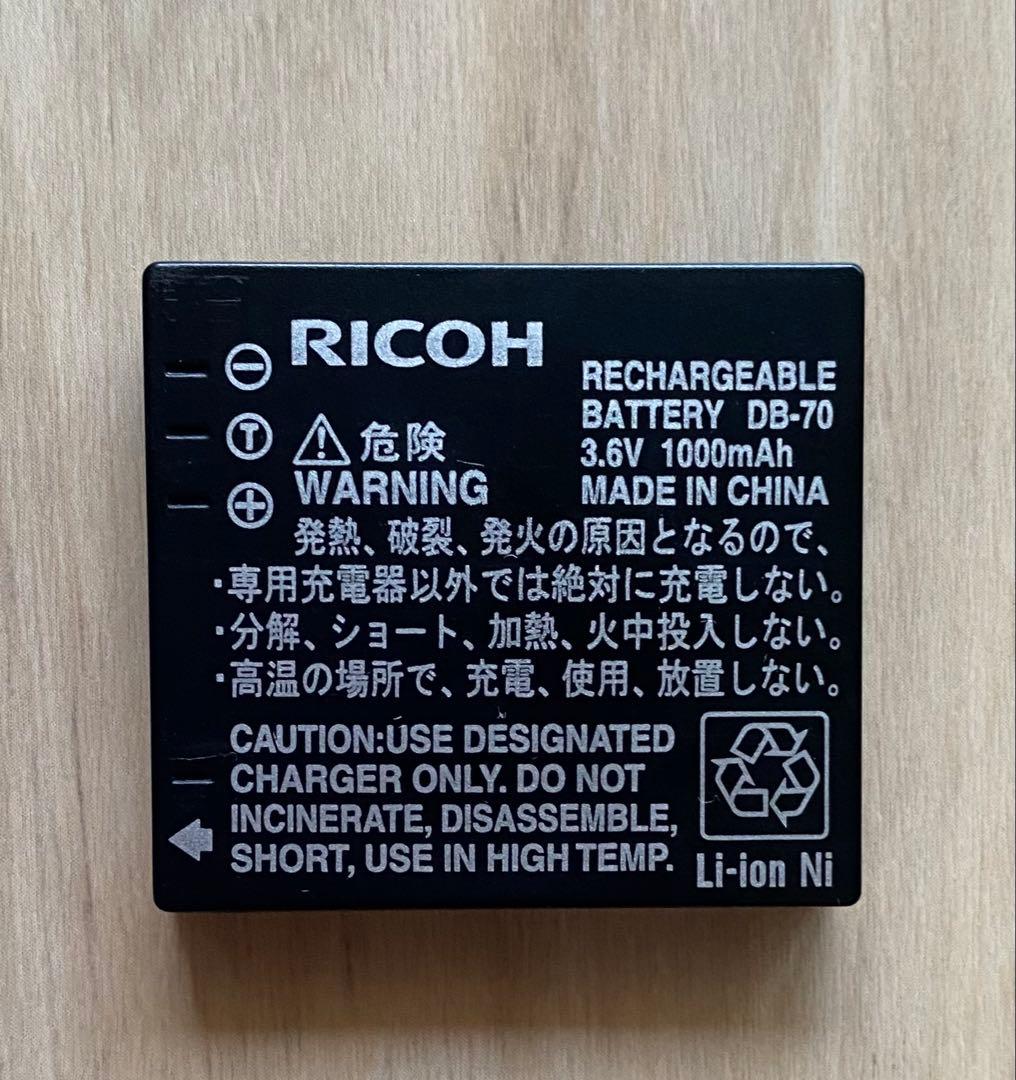 RICOH
RECHARGEABLE
BATTERY DB-70
3.6V 1000mAh
MADE IN CHINA
危険
WARNING
T
発熱、破裂、発火の原因となるので、
・専用充電器以外では絶対に充電しない。
・分解、ショート、加熱、火中投入しない。
・高温の場所で、充電、使用、放置しない。
CAUTION:USE DESIGNATED
CHARGER ONLY. DO NOT
INCINERATE, DISASSEMBLE,
SHORT, USE IN HIGH TEMP.
Li-ion Ni